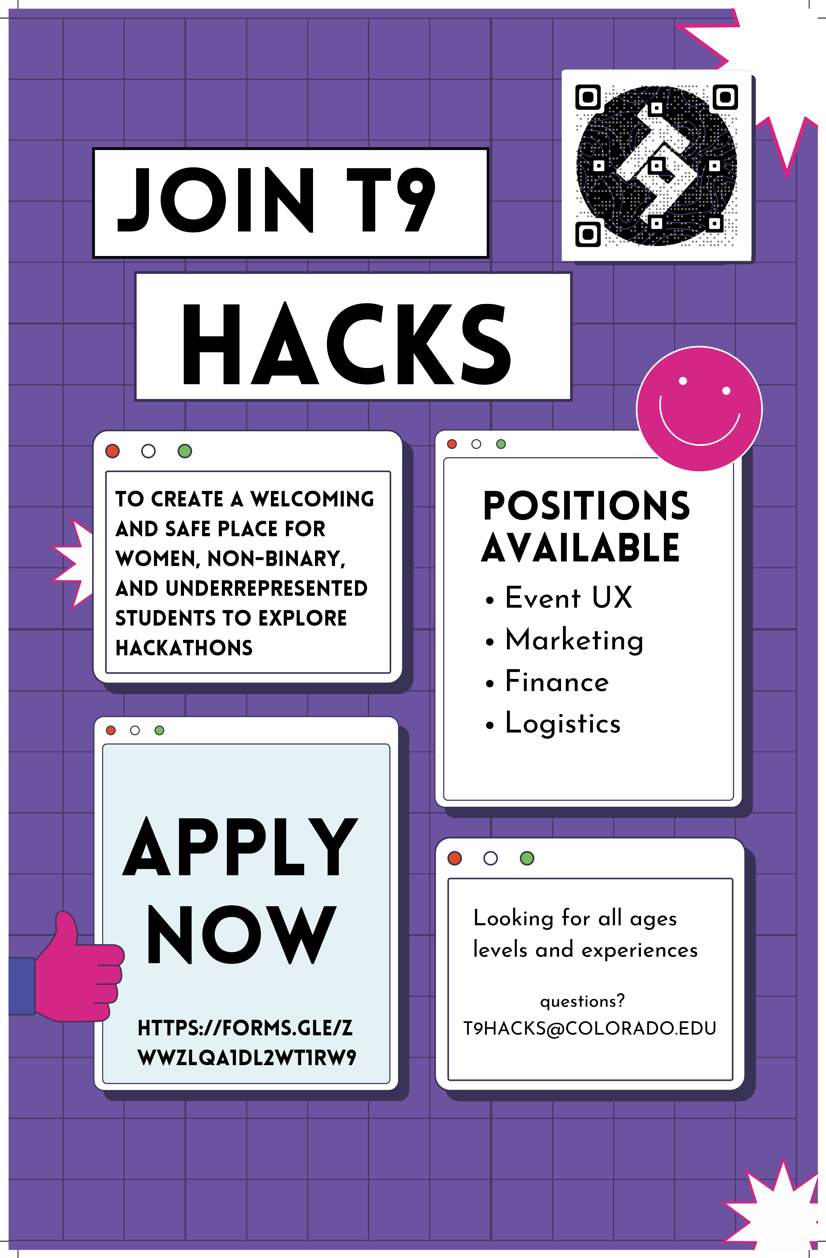 JOIN T9
HACKS
TO CREATE A WELCOMING
AND SAFE PLACE FOR
WOMEN, NON-BINARY,
AND UNDERREPRESENTED
STUDENTS TO EXPLORE
HACKATHONS
POSITIONS
AVAILABLE
• Event UX
• Marketing
• Finance
• Logistics
APPLY
NOW
HTTPS://FORMS.GLE/Z
WWZLQA1DL2WT1RW9
Looking for all ages
levels and experiences
questions?
T9HACKS@COLORADO.EDU